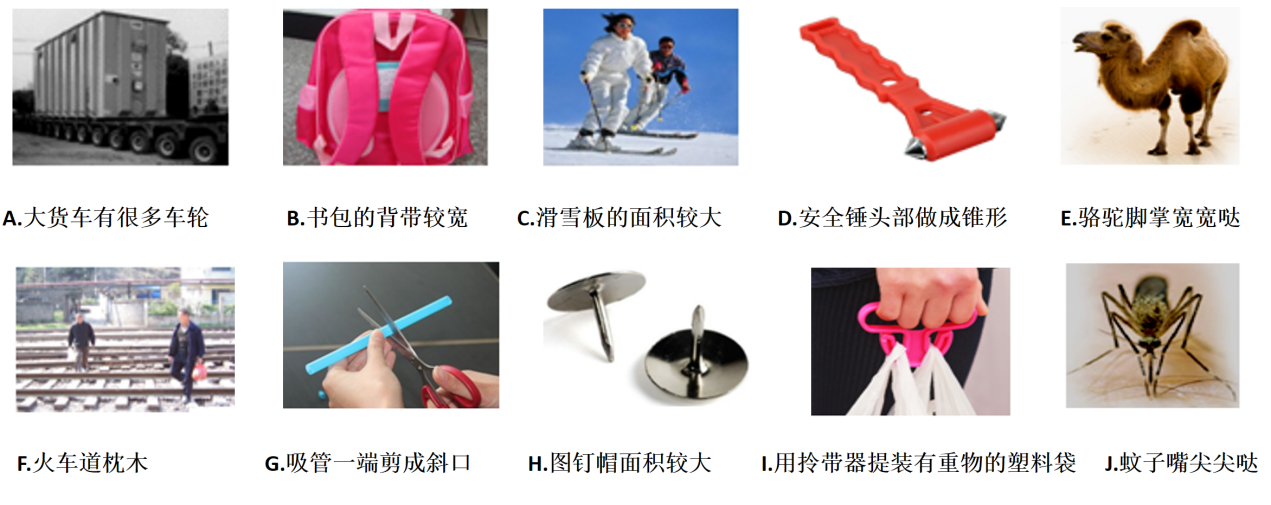 A.大货车有很多车轮
B.书包的背带较宽
C.滑雪板的面积较大
D.安全锤头部做成锥形
E.骆驼脚掌宽宽哒
F.火车道枕木
G.吸管一端剪成斜口
H.图钉帽面积较大
I.用拎带器提装有重物的塑料袋
J.蚊子嘴尖尖哒